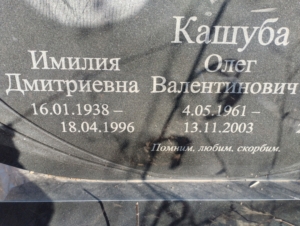 Кашуба
Имилия
Дмитриевна
16.01.1938 –
18.04.1996
Олег
Валентинович
4.05.1961 –
13.11.2003
Помним, любим, скорбим.